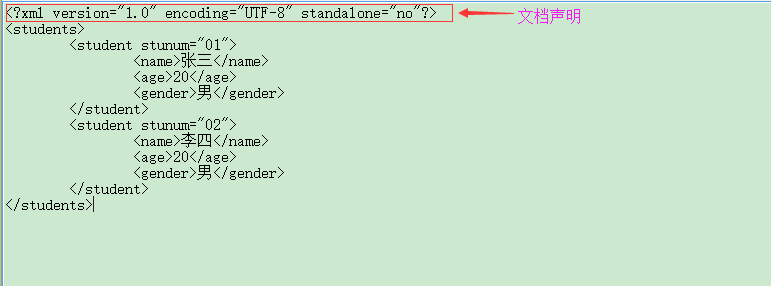 <?xml version="1.0" encoding="UTF-8" standalone="no"?>
文档声明
<students>
<student stunum="01">
<name>张三</name>
<age>20</age>
<gender>男</gender>
</student>
<student stunum="02">
<name>李四</name>
<age>20</age>
<gender>男</gender>
</student>
</students>